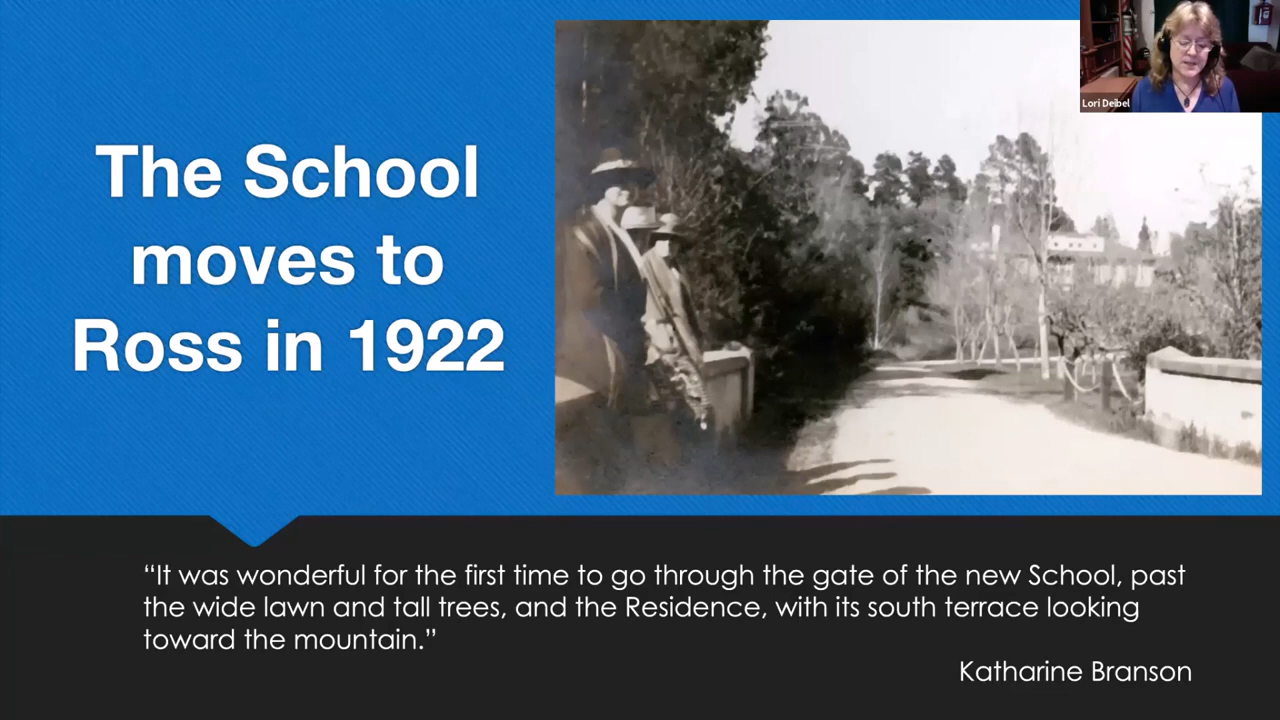 The School
moves to
Ross in 1922
Lori Deibel
“It was wonderful for the first time to go through the gate of the new School, past
the wide lawn and tall trees, and the Residence, with its south terrace looking
toward the mountain.”
Katharine Branson